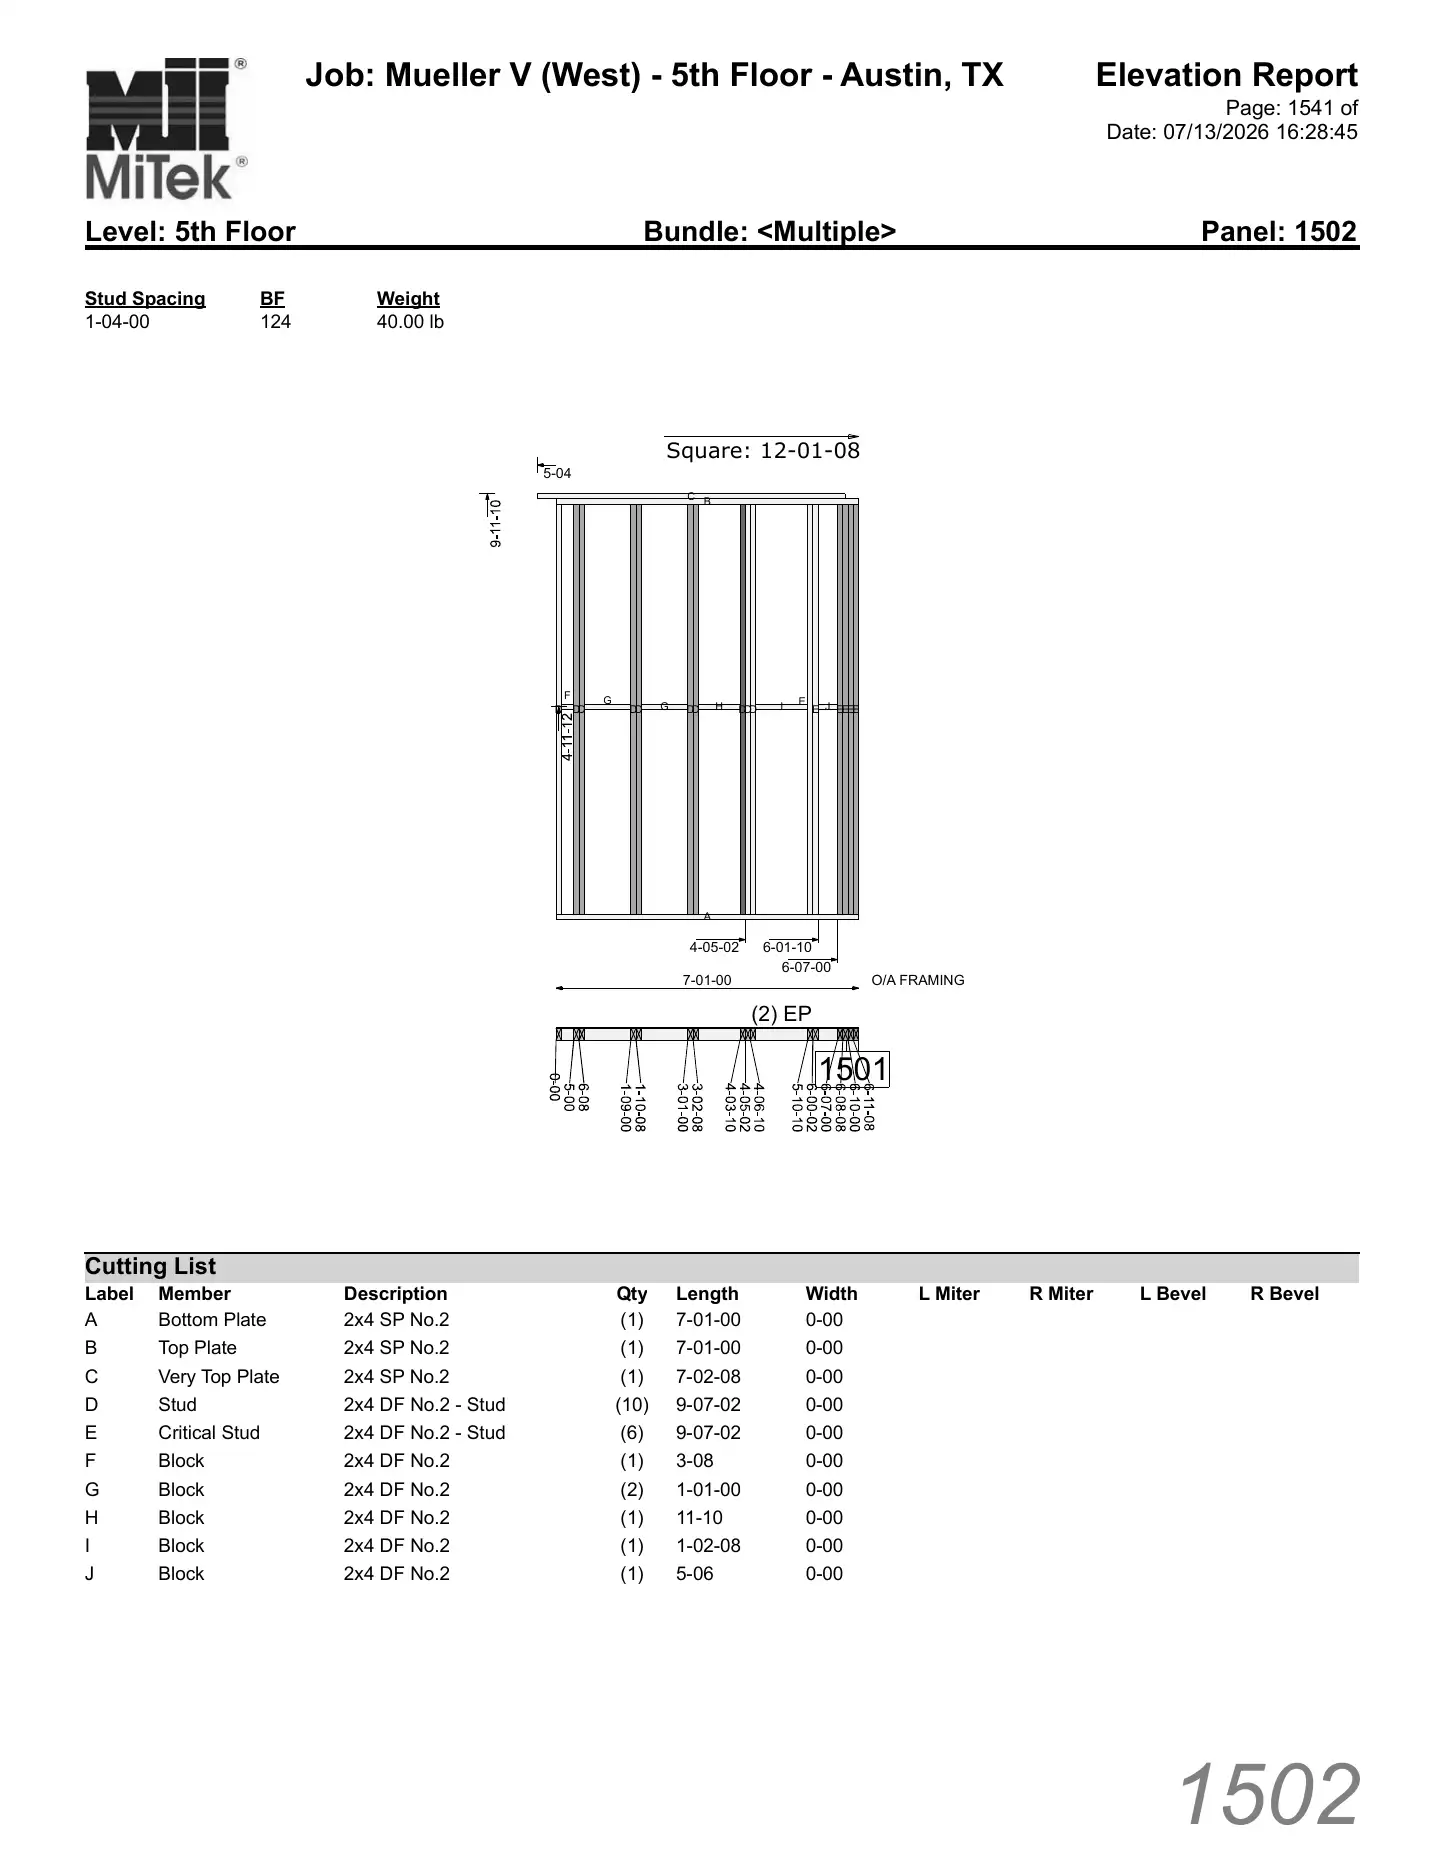 MiTek®
Job: Mueller V (West) - 5th Floor - Austin, TX
Elevation Report
Page: 1541 of
Date: 07/13/2026 16:28:45
Level: 5th Floor Bundle: <Multiple> Panel: 1502
Stud Spacing BF Weight
1-04-00 124 40.00 lb
Square: 12-01-08
5-04
9-11-10
C
B
F
G
G
H
I
E
J
4-11-12
A
4-05-02 6-01-10
6-07-00
7-01-00 O/A FRAMING
(2) EP
1501
0-00
5-00
6-08
1-09-00
1-10-08
3-01-00
3-02-08
4-03-10
4-05-02
4-06-10
5-10-10
6-00-02
6-07-00
6-08-08
6-10-00
6-11-08
Cutting List
Label Member Description Qty Length Width L Miter R Miter L Bevel R Bevel
A Bottom Plate 2x4 SP No.2 (1) 7-01-00 0-00
B Top Plate 2x4 SP No.2 (1) 7-01-00 0-00
C Very Top Plate 2x4 SP No.2 (1) 7-02-08 0-00
D Stud 2x4 DF No.2 - Stud (10) 9-07-02 0-00
E Critical Stud 2x4 DF No.2 - Stud (6) 9-07-02 0-00
F Block 2x4 DF No.2 (1) 3-08 0-00
G Block 2x4 DF No.2 (2) 1-01-00 0-00
H Block 2x4 DF No.2 (1) 11-10 0-00
I Block 2x4 DF No.2 (1) 1-02-08 0-00
J Block 2x4 DF No.2 (1) 5-06 0-00
1502